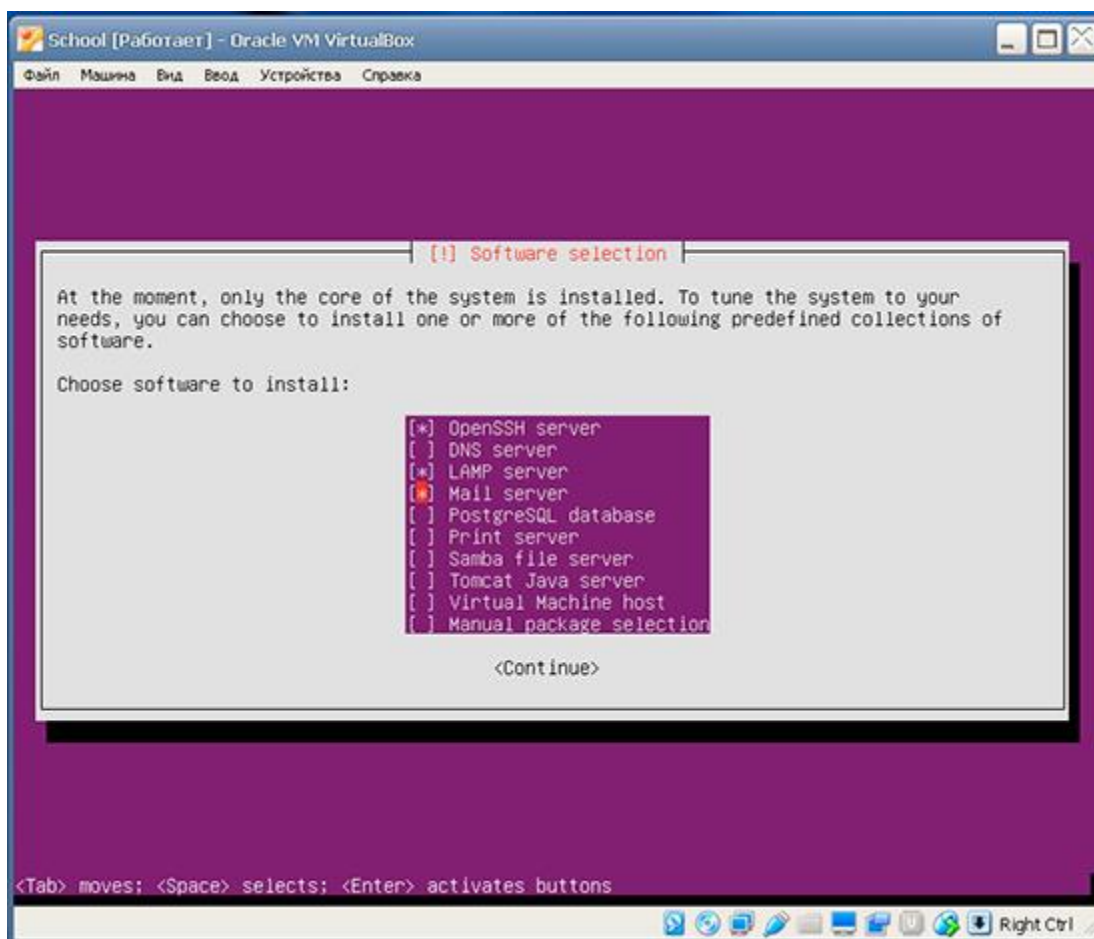 School [Работает] - Oracle VM VirtualBox
Файл Машина Вид Ввод Устройства Справка
[!] Software selection
At the moment, only the core of the system is installed. To tune the system to your
needs, you can choose to install one or more of the following predefined collections of
software.
Choose software to install:
[*] OpenSSH server
[ ] DNS server
[*] LAMP server
[*] Mail server
[ ] PostgreSQL database
[ ] Print server
[ ] Samba file server
[ ] Tomcat Java server
[ ] Virtual Machine host
[ ] Manual package selection
<Continue>
<Tab> moves; <Space> selects; <Enter> activates buttons
Right Ctrl